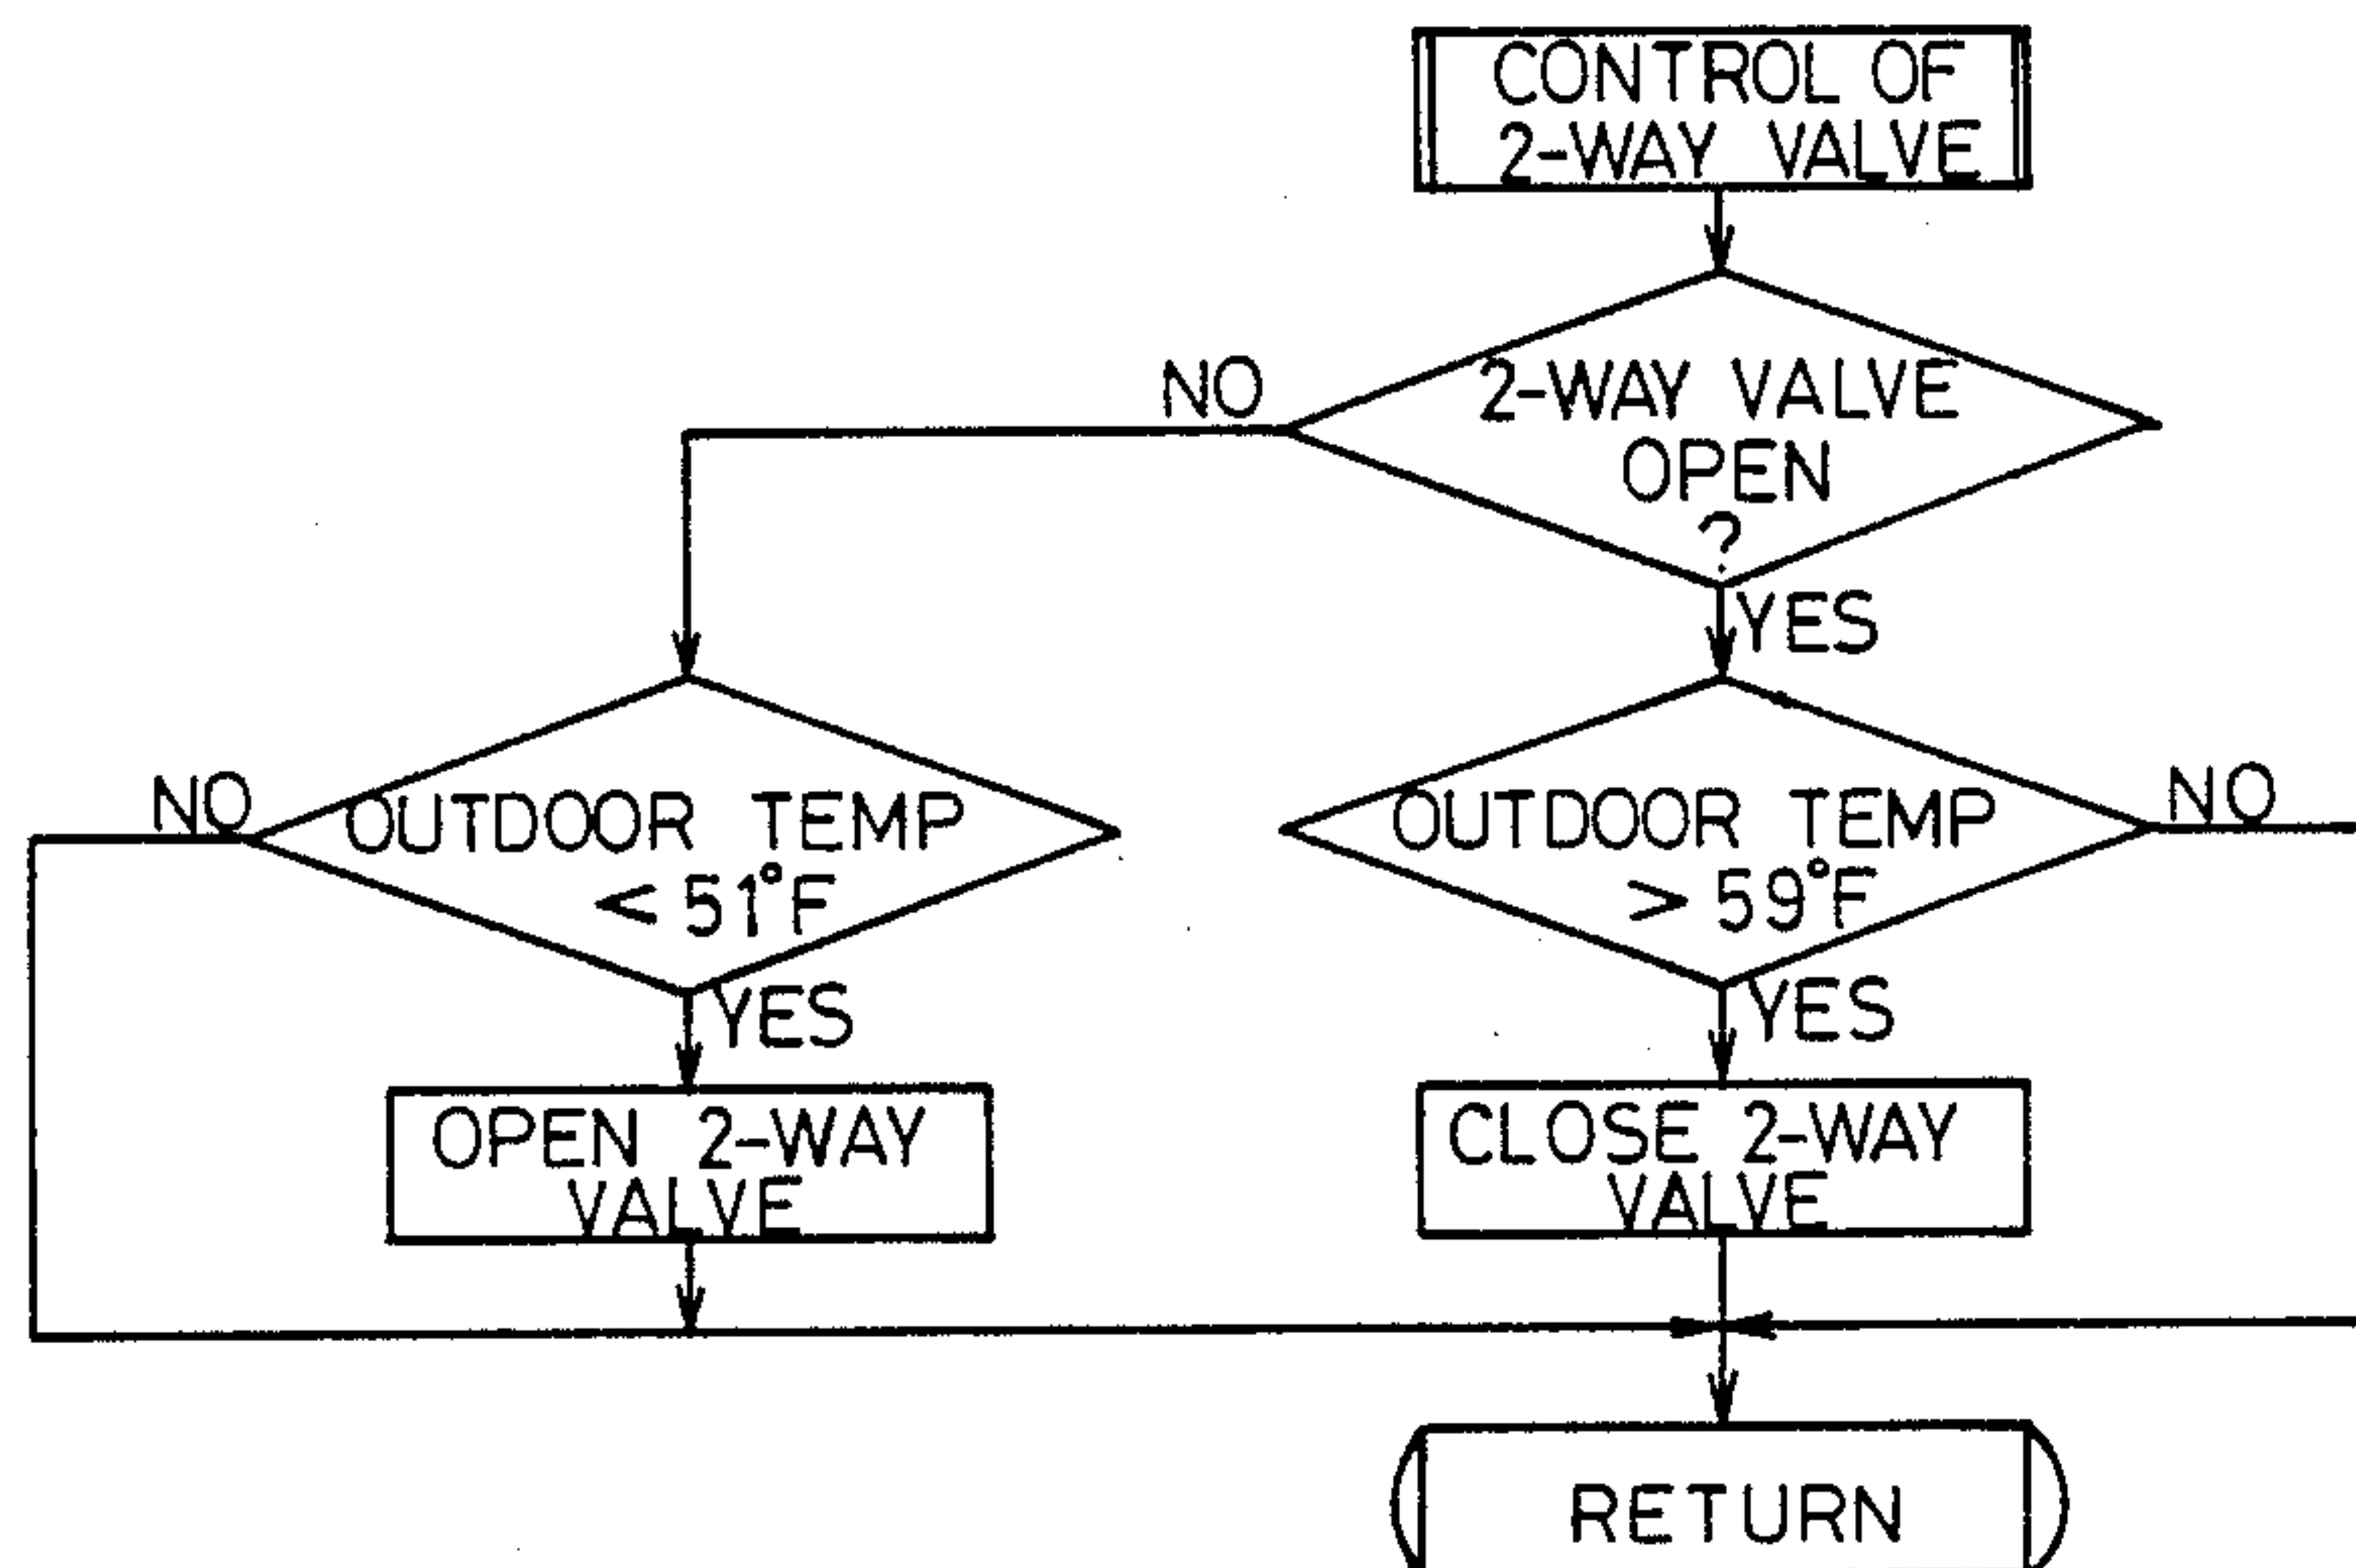 CONTROL OF
2-WAY VALVE
NO
2-WAY VALVE
OPEN
?
YES
NO
OUTDOOR TEMP
< 51°F
YES
OUTDOOR TEMP
> 59°F
NO
YES
OPEN 2-WAY
VALVE
CLOSE 2-WAY
VALVE
RETURN